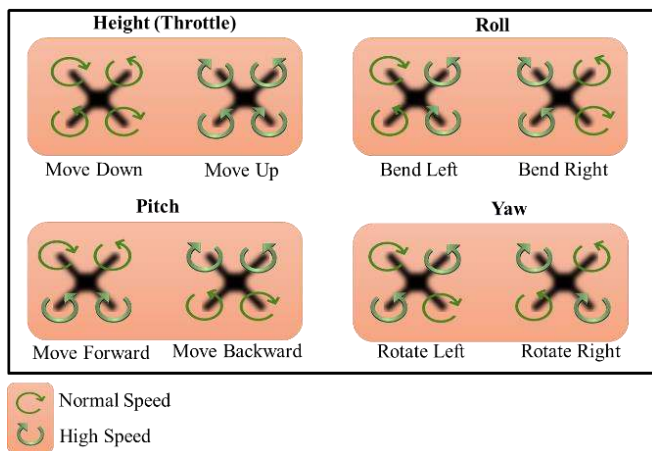 Height (Throttle)
Roll
Move Down
Move Up
Bend Left
Bend Right
Pitch
Yaw
Move Forward
Move Backward
Rotate Left
Rotate Right
Normal Speed
High Speed